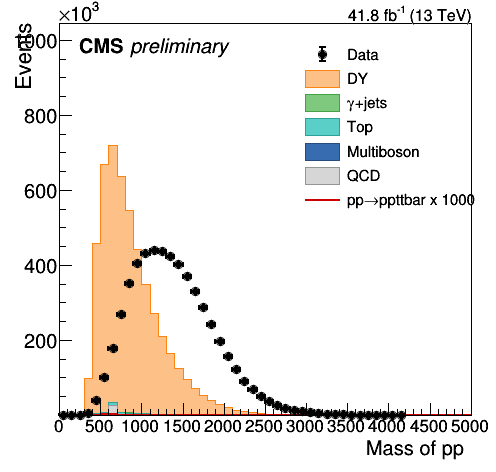 ×10³
41.8 fb⁻¹ (13 TeV)
Events
CMS preliminary
Data
DY
γ+jets
Top
Multiboson
QCD
pp→ppttbar x 1000
1000
800
600
400
200
0 500 1000 1500 2000 2500 3000 3500 4000 4500 5000
Mass of pp